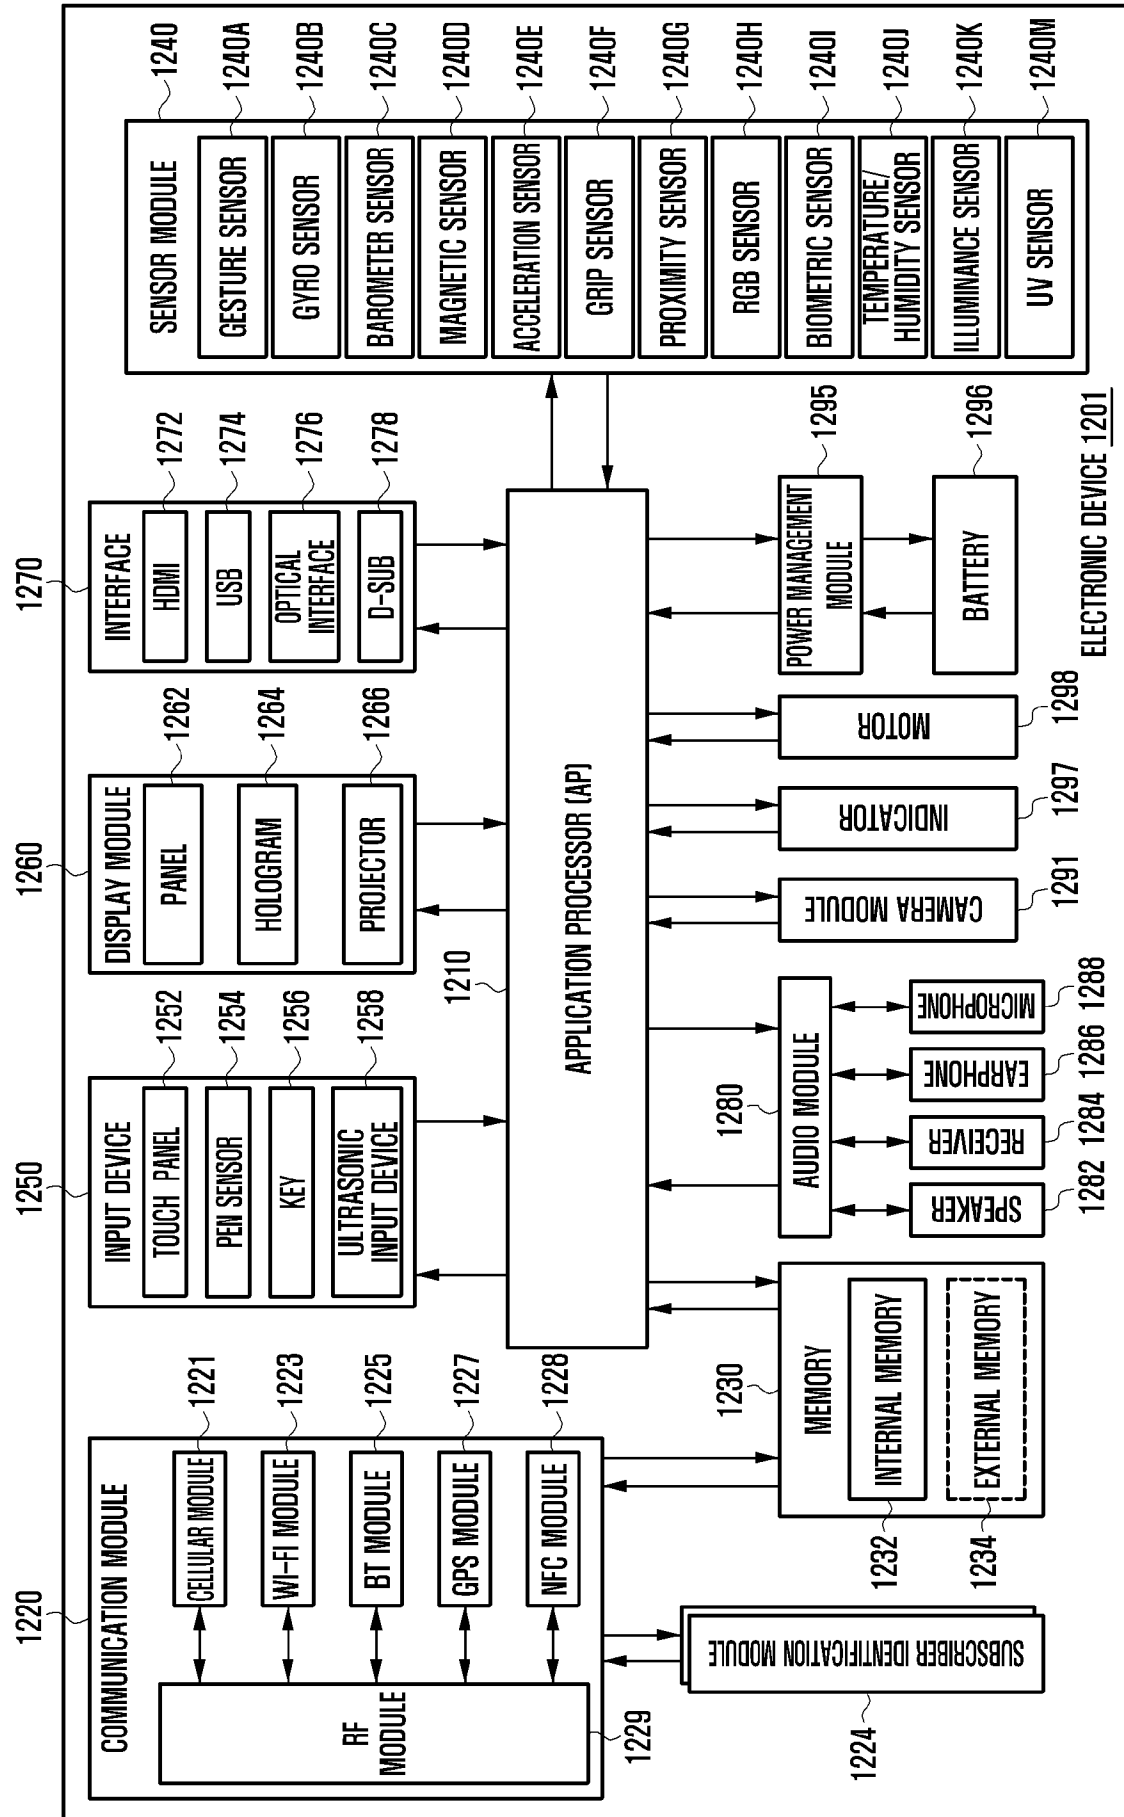 1220
COMMUNICATION MODULE
RF
MODULE
1229
CELLULAR MODULE
1221
WI-FI MODULE
1223
BT MODULE
1225
GPS MODULE
1227
NFC MODULE
1228
SUBSCRIBER IDENTIFICATION MODULE
1224
1250
INPUT DEVICE
TOUCH PANEL
1252
PEN SENSOR
1254
KEY
1256
ULTRASONIC
INPUT DEVICE
1258
1260
DISPLAY MODULE
PANEL
1262
HOLOGRAM
1264
PROJECTOR
1266
1270
INTERFACE
HDMI
1272
USB
1274
OPTICAL
INTERFACE
1276
D-SUB
1278
SENSOR MODULE
1240
GESTURE SENSOR
1240A
GYRO SENSOR
1240B
BAROMETER SENSOR
1240C
MAGNETIC SENSOR
1240D
ACCELERATION SENSOR
1240E
GRIP SENSOR
1240F
PROXIMITY SENSOR
1240G
RGB SENSOR
1240H
BIOMETRIC SENSOR
1240I
TEMPERATURE/
HUMIDITY SENSOR
1240J
ILLUMINANCE SENSOR
1240K
UV SENSOR
1240M
1210
APPLICATION PROCESSOR (AP)
1230
MEMORY
INTERNAL MEMORY
1232
EXTERNAL MEMORY
1234
1280
AUDIO MODULE
SPEAKER
1282
RECEIVER
1284
EARPHONE
1286
MICROPHONE
1288
CAMERA MODULE
1291
INDICATOR
1297
MOTOR
1298
POWER MANAGEMENT
MODULE
1295
BATTERY
1296
ELECTRONIC DEVICE 1201